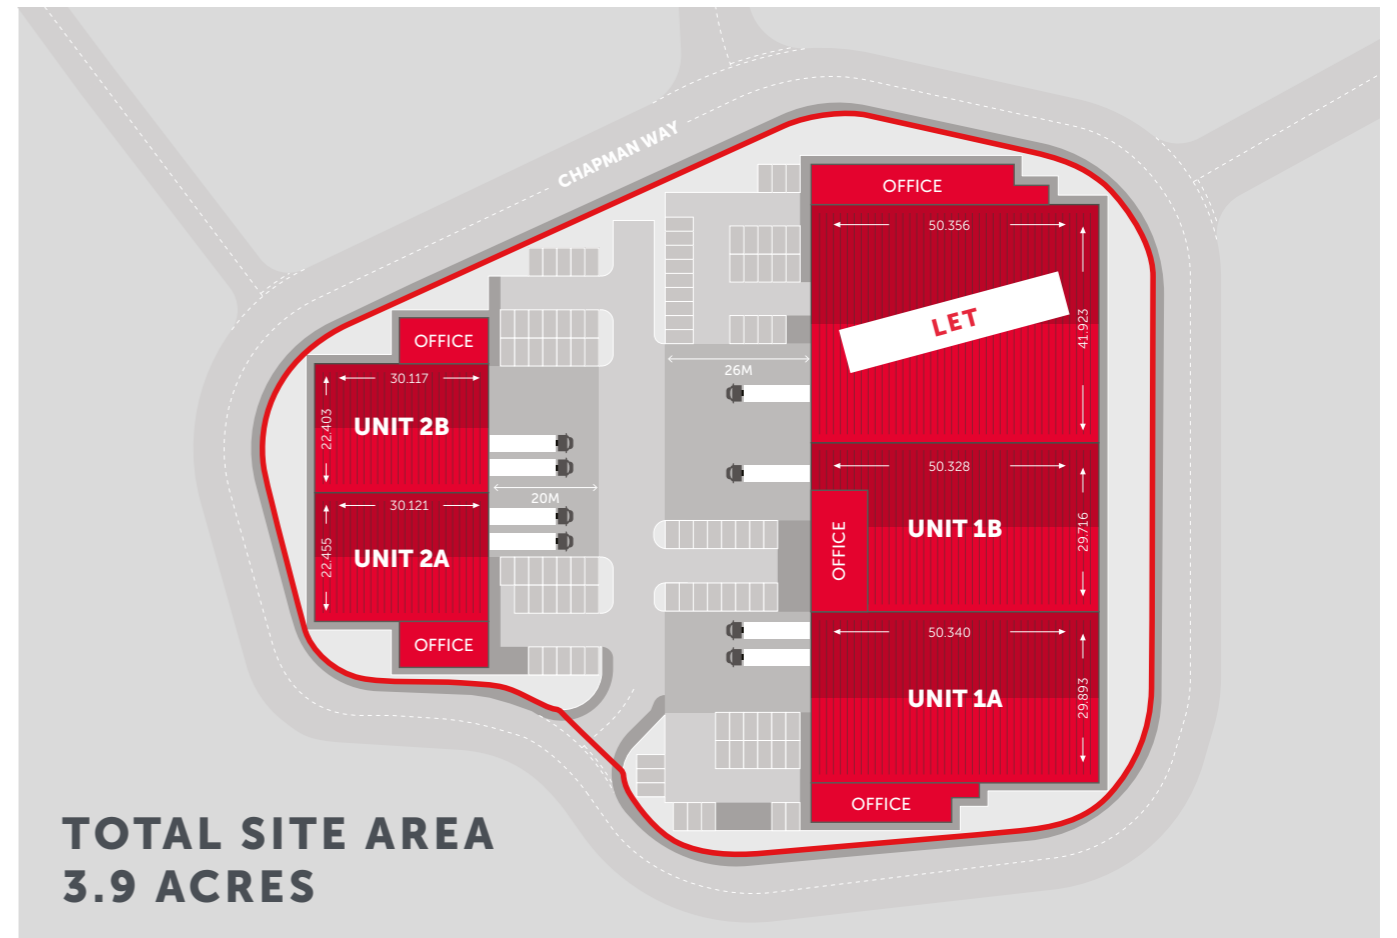 CHAPMAN WAY
OFFICE
50.356
41.923
LET
26M
OFFICE
30.117
22.403
UNIT 2B
20M
30.121
22.455
UNIT 2A
OFFICE
50.328
29.716
OFFICE
UNIT 1B
50.340
29.893
UNIT 1A
OFFICE
TOTAL SITE AREA
3.9 ACRES